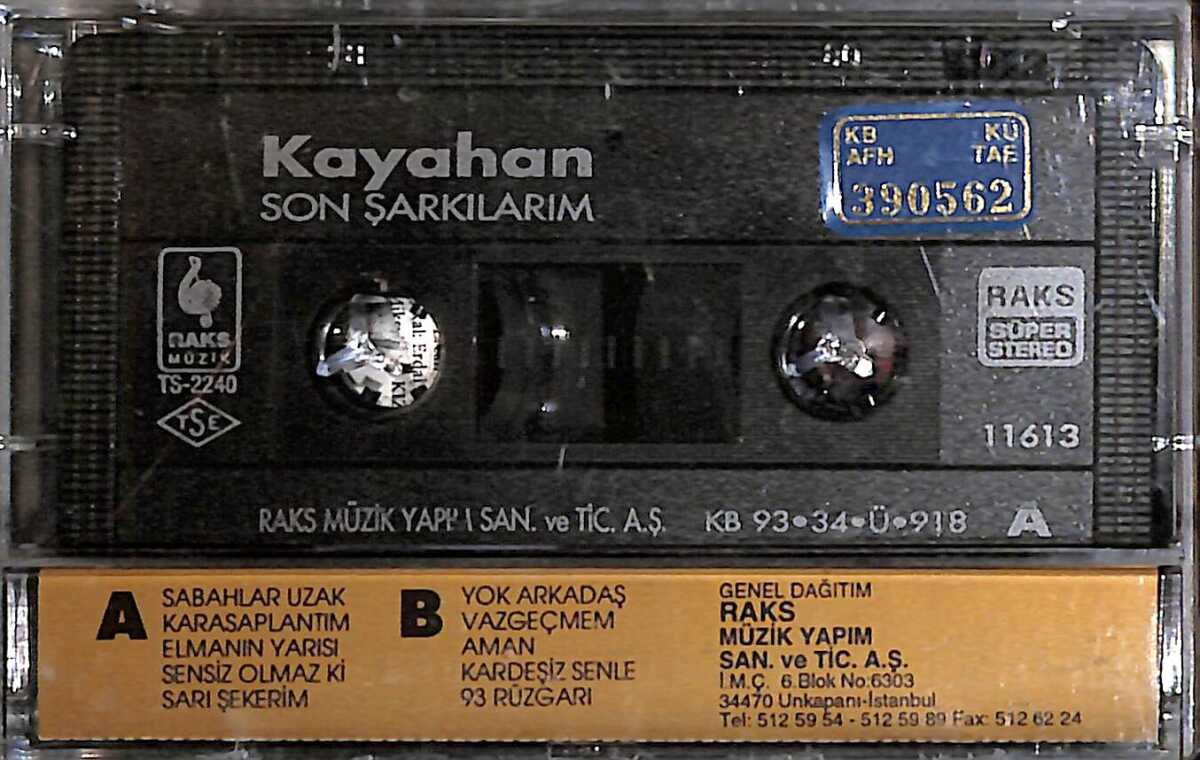 Kayahan
SON ŞARKILARIM
KB KÜ
AFH TAE
390562
RAKS
MÜZİK
TS-2240
TSE
RAKS
SÜPER
STEREO
11613
RAKS MÜZİK SAN. ve TİC. A.Ş. KB 93•34•Ü•918 A
A
SABAHLAR UZAK
KARASAPLANTIM
ELMANIN YARISI
SENSİZ OLMAZ Kİ
SARI ŞEKERİM
B
YOK ARKADAŞ
VAZGEÇMEM
AMAN
KARDEŞİZ SENLE
93 RÜZGARI
GENEL DAĞITIM
RAKS
MÜZİK YAPIM
SAN. ve TİC. A.Ş.
İ.M.Ç. 6.Blok No:6303
34470 Unkapanı-İstanbul
Tel: 512 59 54 - 512 59 89 Fax: 512 62 24